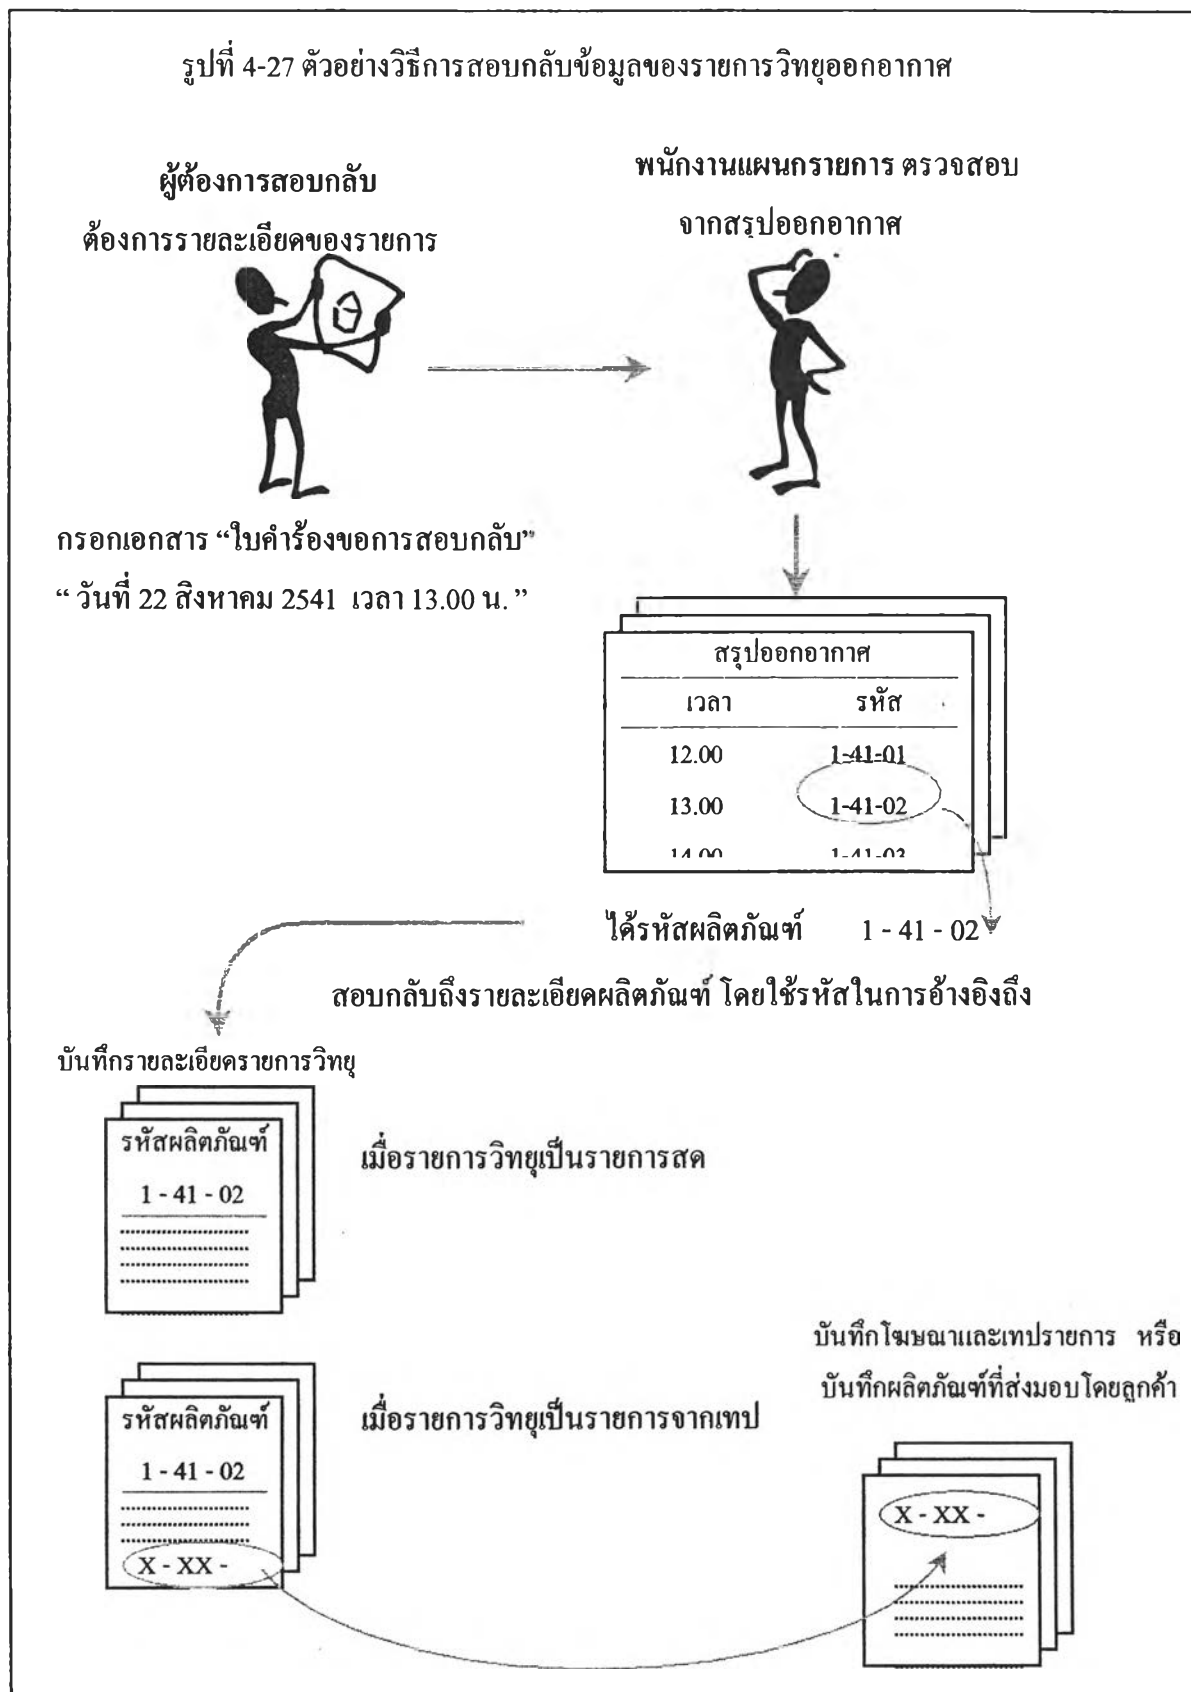 รูปที่ 4-27 ตัวอย่างวิธีการสอบกลับข้อมูลของรายการวิทยุออกอากาศ
ผู้ต้องการสอบกลับ
ต้องการรายละเอียดของรายการ
พนักงานแผนกรายการ ตรวจสอบ
จากสรุปออกอากาศ
กรอกเอกสาร “ใบคำร้องขอการสอบกลับ”
“ วันที่ 22 สิงหาคม 2541 เวลา 13.00 น. ”
สรุปออกอากาศ
เวลา รหัส
12.00 1-41-01
13.00 1-41-02
14.00 1-41-03
ได้รหัสผลิตภัณฑ์ 1 - 41 - 02
สอบกลับถึงรายละเอียดผลิตภัณฑ์ โดยใช้รหัสในการอ้างอิงถึง
บันทึกรายละเอียดรายการวิทยุ
รหัสผลิตภัณฑ์
1 - 41 - 02
เมื่อรายการวิทยุเป็นรายการสด
บันทึกโฆษณาและเทปรายการ หรือ
บันทึกผลิตภัณฑ์ที่ส่งมอบโดยลูกค้า
รหัสผลิตภัณฑ์
1 - 41 - 02
X - XX -
เมื่อรายการวิทยุเป็นรายการจากเทป
X - XX -